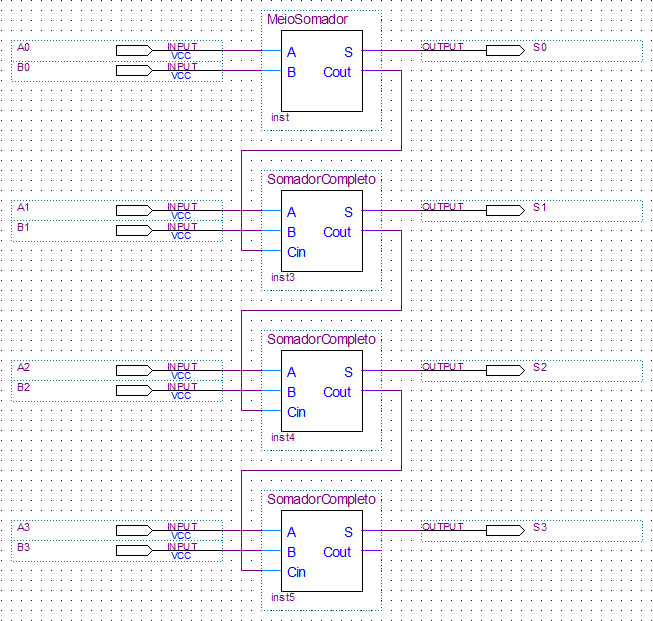 MeioSomador
A0 INPUT VCC A S OUTPUT S0
B0 INPUT VCC B Cout
inst
SomadorCompleto
A1 INPUT VCC A S OUTPUT S1
B1 INPUT VCC B Cout
Cin
inst3
SomadorCompleto
A2 INPUT VCC A S OUTPUT S2
B2 INPUT VCC B Cout
Cin
inst4
SomadorCompleto
A3 INPUT VCC A S OUTPUT S3
B3 INPUT VCC B Cout
Cin
inst5